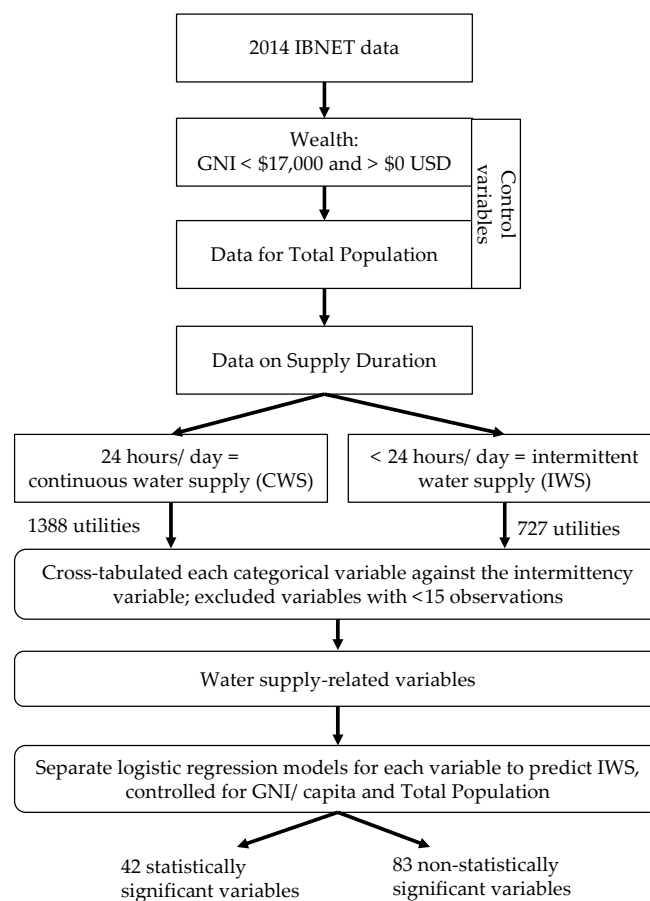 2014 IBNET data
Wealth:
GNI < $17,000 and > $0 USD
Control
variables
Data for Total Population
Data on Supply Duration
24 hours/ day =
continuous water supply (CWS)
< 24 hours/ day = intermittent
water supply (IWS)
1388 utilities
727 utilities
Cross-tabulated each categorical variable against the intermittency
variable; excluded variables with <15 observations
Water supply-related variables
Separate logistic regression models for each variable to predict IWS,
controlled for GNI/ capita and Total Population
42 statistically
significant variables
83 non-statistically
significant variables